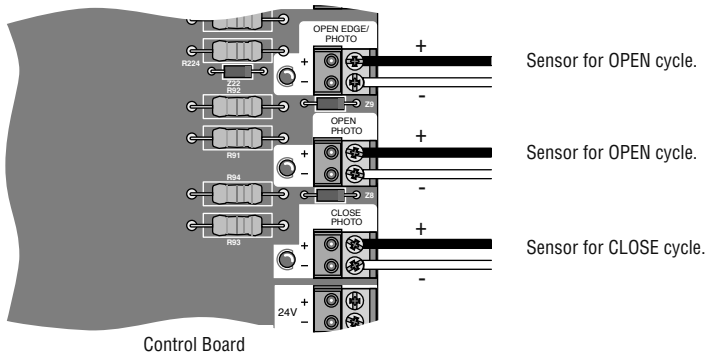 OPEN EDGE/
PHOTO
+
+
-
R224
Z22
R92
–
Z9
Sensor for OPEN cycle.
OPEN
PHOTO
+
+
–
-
R91
Sensor for OPEN cycle.
R94
Z8
CLOSE
PHOTO
+
+
–
-
R93
Sensor for CLOSE cycle.
24V
+
–
Control Board